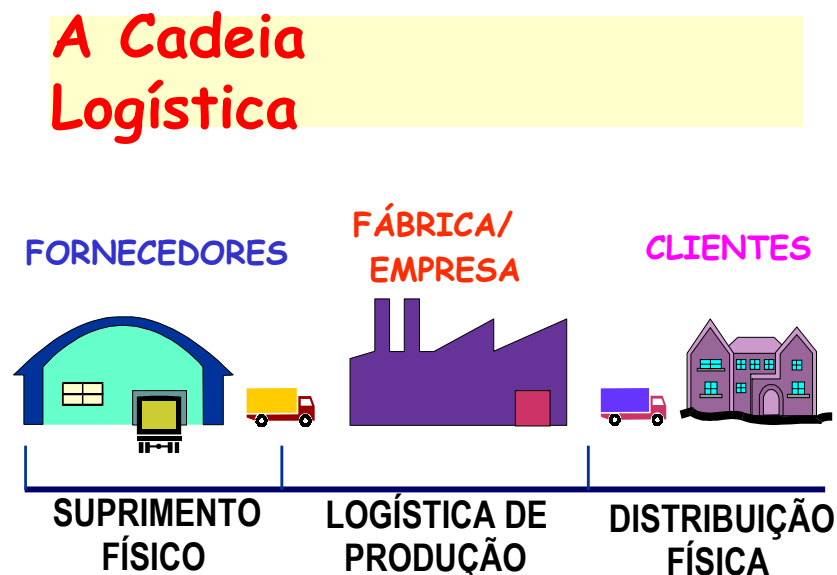 A Cadeia
Logística
FORNECEDORES
FÁBRICA/
EMPRESA
CLIENTES
SUPRIMENTO
FÍSICO
LOGÍSTICA DE
PRODUÇÃO
DISTRIBUIÇÃO
FÍSICA